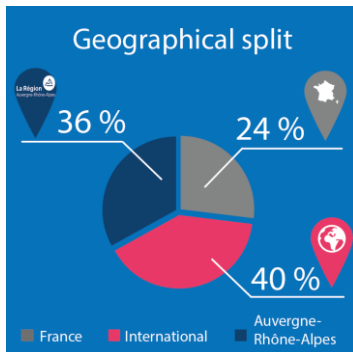 Geographical split
La Région
Auvergne-Rhône-Alpes
36 %
24 %
40 %
France
International
Auvergne-
Rhône-Alpes